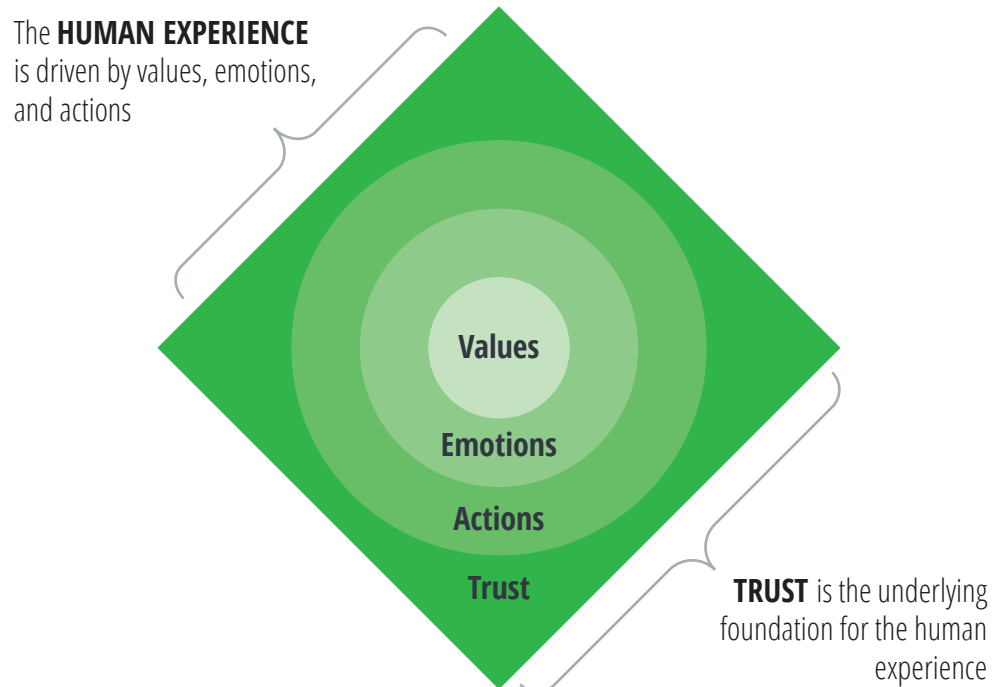 The HUMAN EXPERIENCE
is driven by values, emotions,
and actions
Values
Emotions
Actions
Trust
TRUST is the underlying
foundation for the human
experience